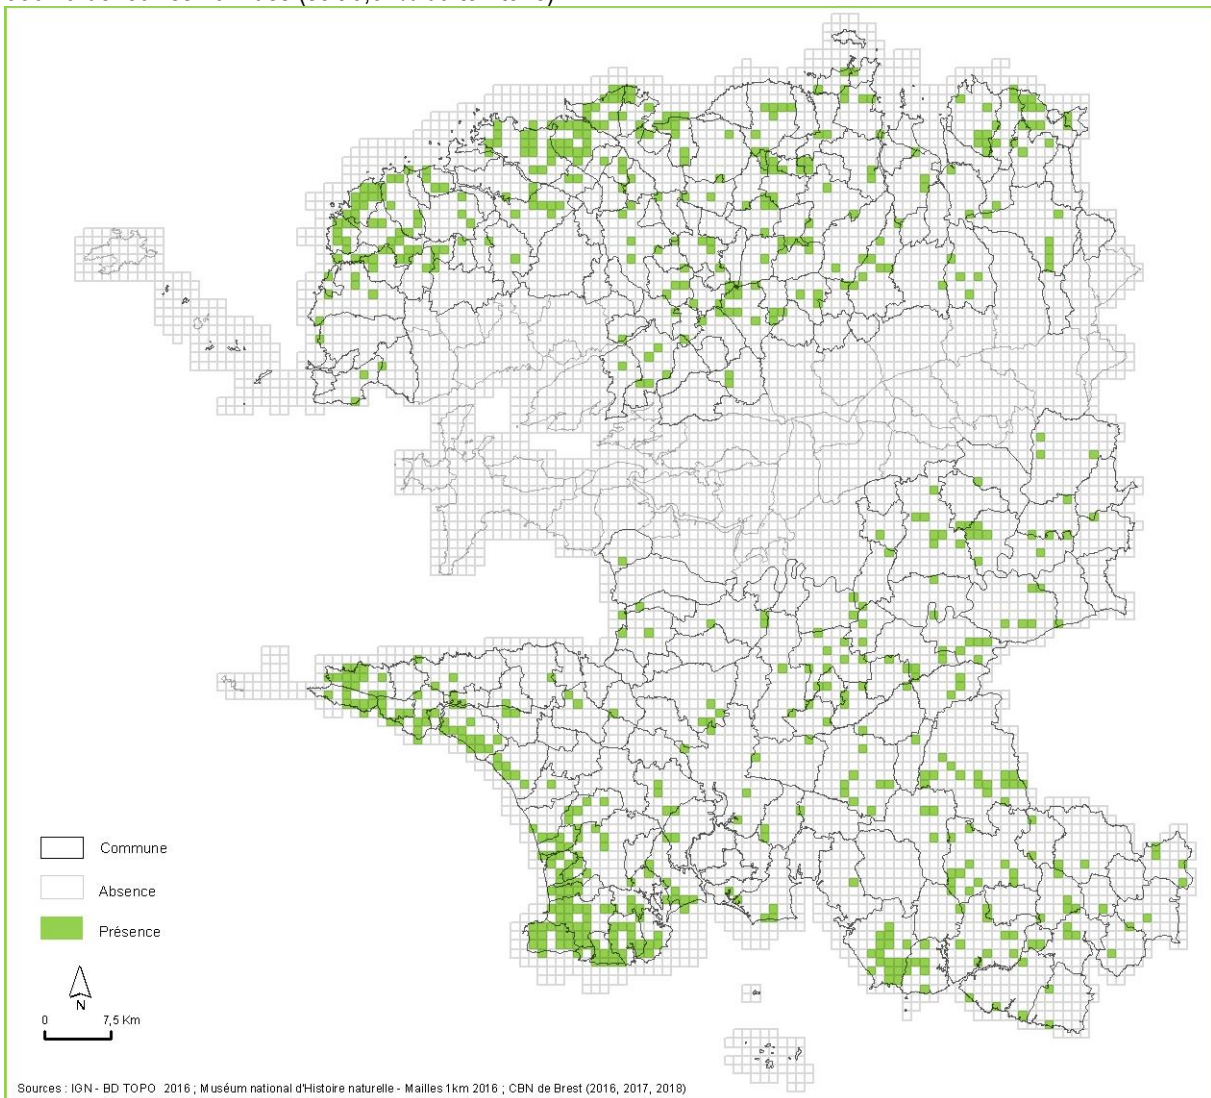 Commune
Absence
Présence
N
0 7,5 Km
Sources : IGN - BD TOPO 2016 ; Muséum national d'Histoire naturelle - Mailles 1km 2016 ; CBN de Brest (2016, 2017, 2018)